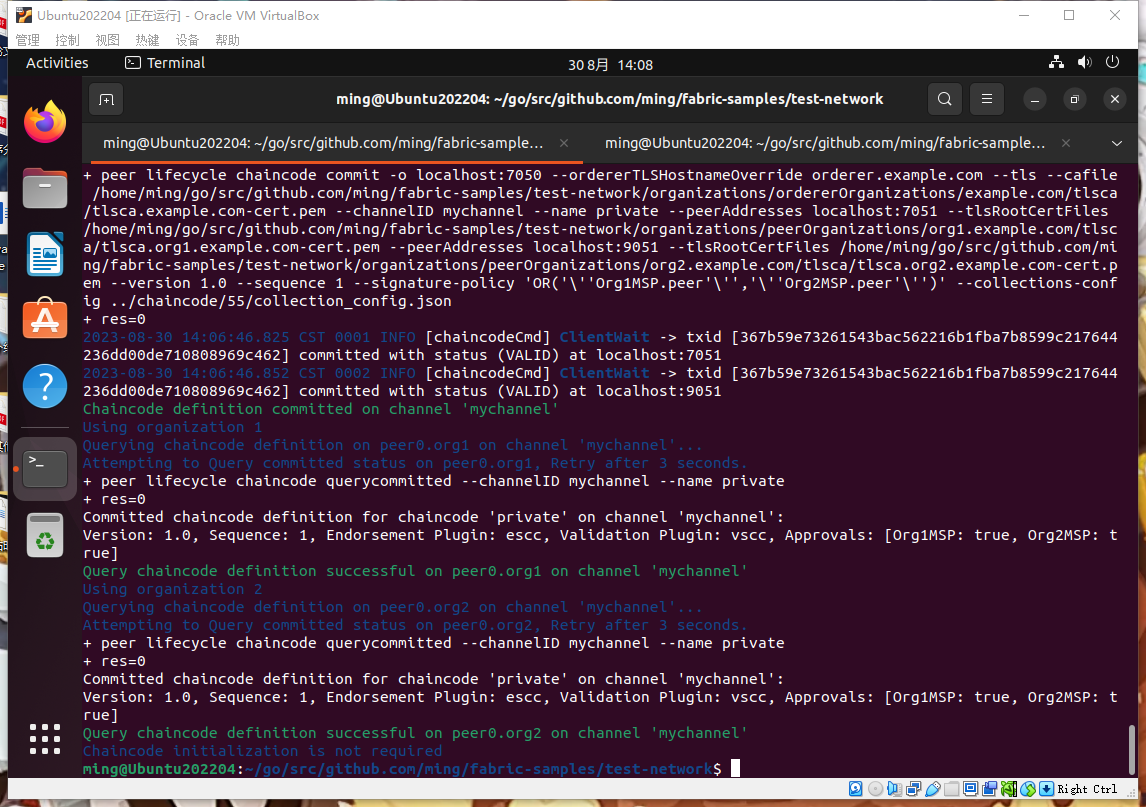 Ubuntu202204 [正在运行] - Oracle VM VirtualBox
管理 控制 视图 热键 设备 帮助
Activities Terminal 30 8月 14:08
ming@Ubuntu202204: ~/go/src/github.com/ming/fabric-samples/test-network
ming@Ubuntu202204: ~/go/src/github.com/ming/fabric-sample... ming@Ubuntu202204: ~/go/src/github.com/ming/fabric-sample...
+ peer lifecycle chaincode commit -o localhost:7050 --ordererTLSHostnameOverride orderer.example.com --tls --cafile
 /home/ming/go/src/github.com/ming/fabric-samples/test-network/organizations/ordererOrganizations/example.com/tlsca
/tlsca.example.com-cert.pem --channelID mychannel --name private --peerAddresses localhost:7051 --tlsRootCertFiles
/home/ming/go/src/github.com/ming/fabric-samples/test-network/organizations/peerOrganizations/org1.example.com/tlsc
a/tlsca.org1.example.com-cert.pem --peerAddresses localhost:9051 --tlsRootCertFiles /home/ming/go/src/github.com/mi
ng/fabric-samples/test-network/organizations/peerOrganizations/org2.example.com/tlsca/tlsca.org2.example.com-cert.p
em --version 1.0 --sequence 1 --signature-policy 'OR('\''Org1MSP.peer'\'','\''Org2MSP.peer'\'')' --collections-conf
ig ../chaincode/55/collection_config.json
+ res=0
2023-08-30 14:06:46.825 CST 0001 INFO [chaincodeCmd] ClientWait -> txid [367b59e73261543bac562216b1fba7b8599c217644
236dd00de710808969c462] committed with status (VALID) at localhost:7051
2023-08-30 14:06:46.852 CST 0002 INFO [chaincodeCmd] ClientWait -> txid [367b59e73261543bac562216b1fba7b8599c217644
236dd00de710808969c462] committed with status (VALID) at localhost:9051
Chaincode definition committed on channel 'mychannel'
Using organization 1
Querying chaincode definition on peer0.org1 on channel 'mychannel'...
Attempting to Query committed status on peer0.org1, Retry after 3 seconds.
+ peer lifecycle chaincode querycommitted --channelID mychannel --name private
+ res=0
Committed chaincode definition for chaincode 'private' on channel 'mychannel':
Version: 1.0, Sequence: 1, Endorsement Plugin: escc, Validation Plugin: vscc, Approvals: [Org1MSP: true, Org2MSP: t
rue]
Query chaincode definition successful on peer0.org1 on channel 'mychannel'
Using organization 2
Querying chaincode definition on peer0.org2 on channel 'mychannel'...
Attempting to Query committed status on peer0.org2, Retry after 3 seconds.
+ peer lifecycle chaincode querycommitted --channelID mychannel --name private
+ res=0
Committed chaincode definition for chaincode 'private' on channel 'mychannel':
Version: 1.0, Sequence: 1, Endorsement Plugin: escc, Validation Plugin: vscc, Approvals: [Org1MSP: true, Org2MSP: t
rue]
Query chaincode definition successful on peer0.org2 on channel 'mychannel'
Chaincode initialization is not required
ming@Ubuntu202204:~/go/src/github.com/ming/fabric-samples/test-network$
Right Ctrl